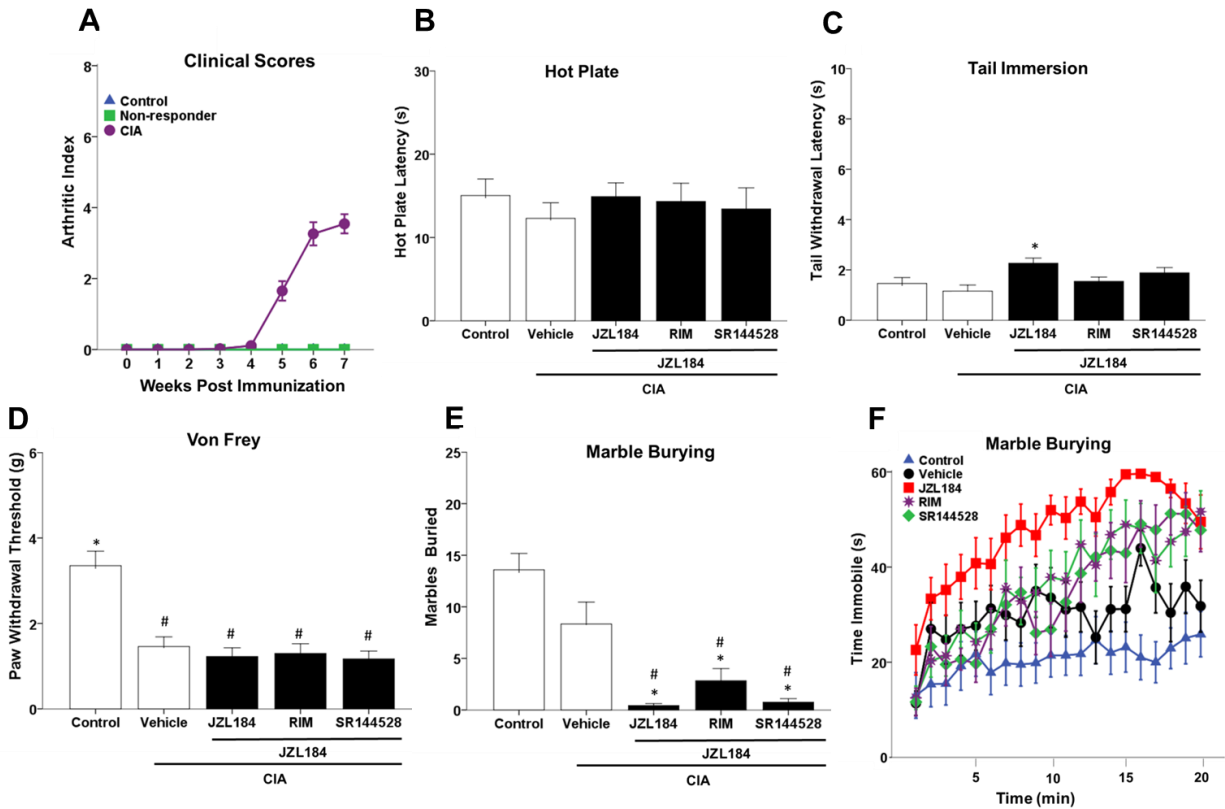 A
Clinical Scores
Arthritic Index
8
6
4
2
0
Control
Non-responder
CIA
0 1 2 3 4 5 6 7
Weeks Post Immunization
B
Hot Plate
Hot Plate Latency (s)
30
20
10
0
Control Vehicle JZL184 RIM SR144528
JZL184
CIA
C
Tail Immersion
Tail Withdrawal Latency (s)
10
8
6
4
2
0
*
Control Vehicle JZL184 RIM SR144528
JZL184
CIA
D
Von Frey
Paw Withdrawal Threshold (g)
6
4
2
0
*
# # # #
Control Vehicle JZL184 RIM SR144528
JZL184
CIA
E
Marble Burying
Marbles Buried
25
20
15
10
5
0
# # #
* * *
Control Vehicle JZL184 RIM SR144528
JZL184
CIA
F
Marble Burying
Time Immobile (s)
Control
Vehicle
JZL184
RIM
SR144528
60
40
20
0
5 10 15 20
Time (min)